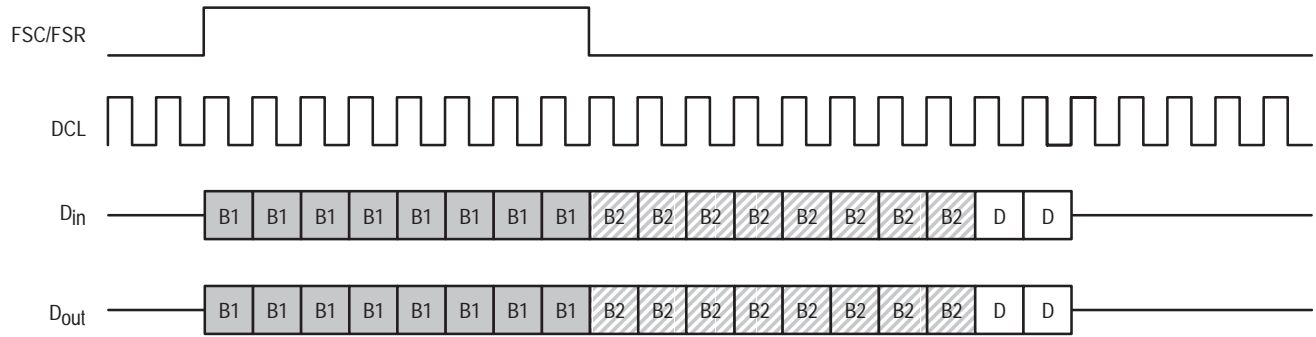 FSC/FSR
DCL
Din B1 B1 B1 B1 B1 B1 B1 B1 B2 B2 B2 B2 B2 B2 B2 B2 D D
Dout B1 B1 B1 B1 B1 B1 B1 B1 B2 B2 B2 B2 B2 B2 B2 B2 D D